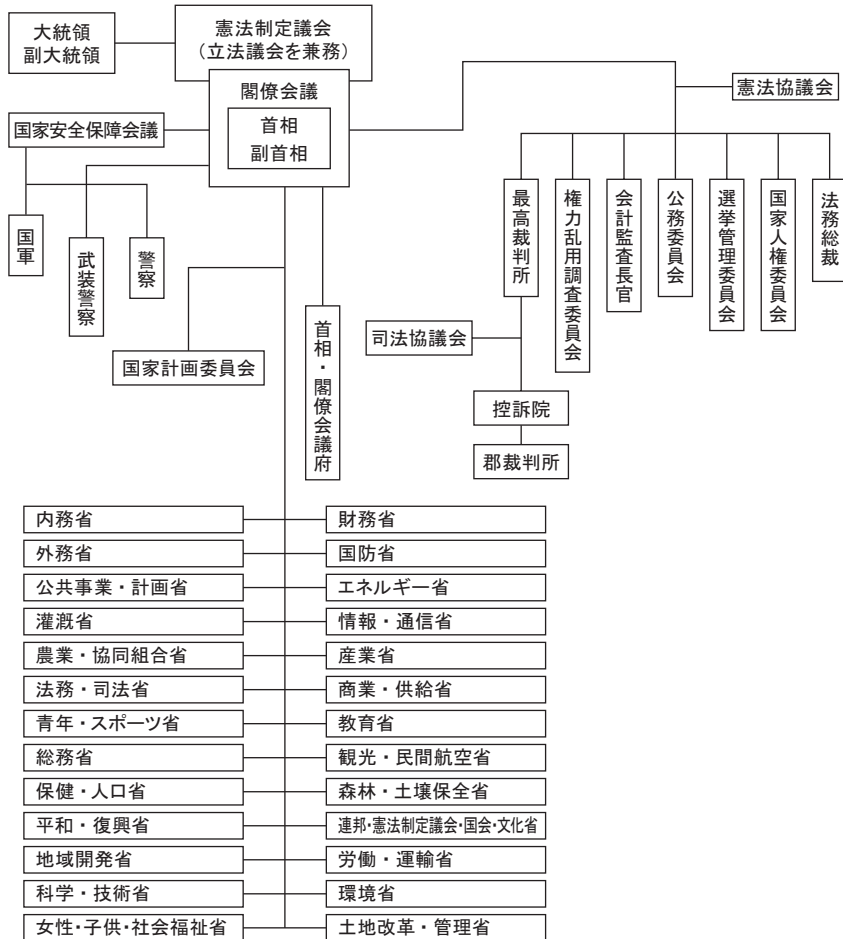 大統領
副大統領
憲法制定議会
（立法議会を兼務）
閣僚会議
首相
副首相
憲法協議会
国家安全保障会議
国軍
武装警察
警察
国家計画委員会
首相・閣僚会議府
最高裁判所
権力乱用調査委員会
会計監査長官
公務委員会
選挙管理委員会
国家人権委員会
法務総裁
司法協議会
控訴院
郡裁判所
内務省
財務省
外務省
国防省
公共事業・計画省
エネルギー省
灌漑省
情報・通信省
農業・協同組合省
産業省
法務・司法省
商業・供給省
青年・スポーツ省
教育省
総務省
観光・民間航空省
保健・人口省
森林・土壌保全省
平和・復興省
連邦・憲法制定議会・国会・文化省
地域開発省
労働・運輸省
科学・技術省
環境省
女性・子供・社会福祉省
土地改革・管理省